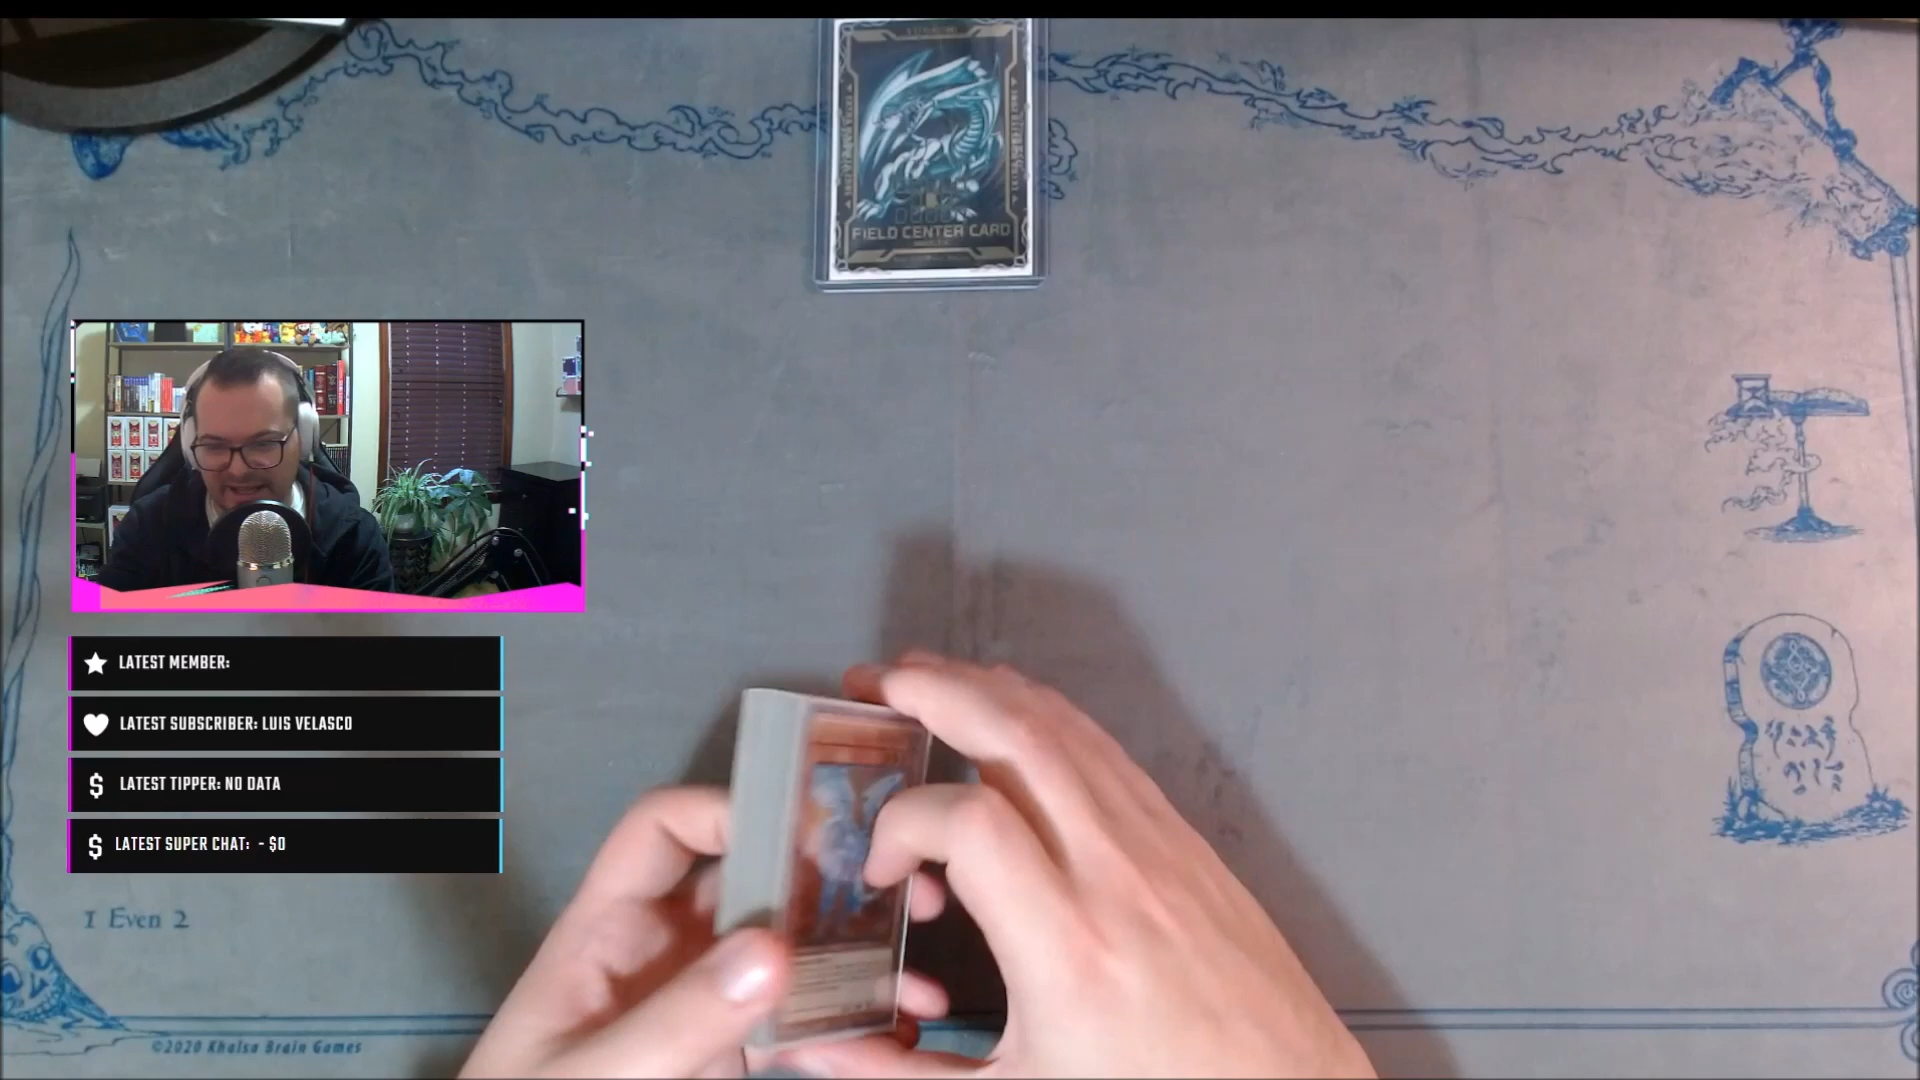 FIELD CENTER CARD
LATEST MEMBER:
LATEST SUBSCRIBER: LUIS VELASCO
LATEST TIPPER: NO DATA
LATEST SUPER CHAT: - $0
1 Even 2
©2020 Khalsa Brain Games